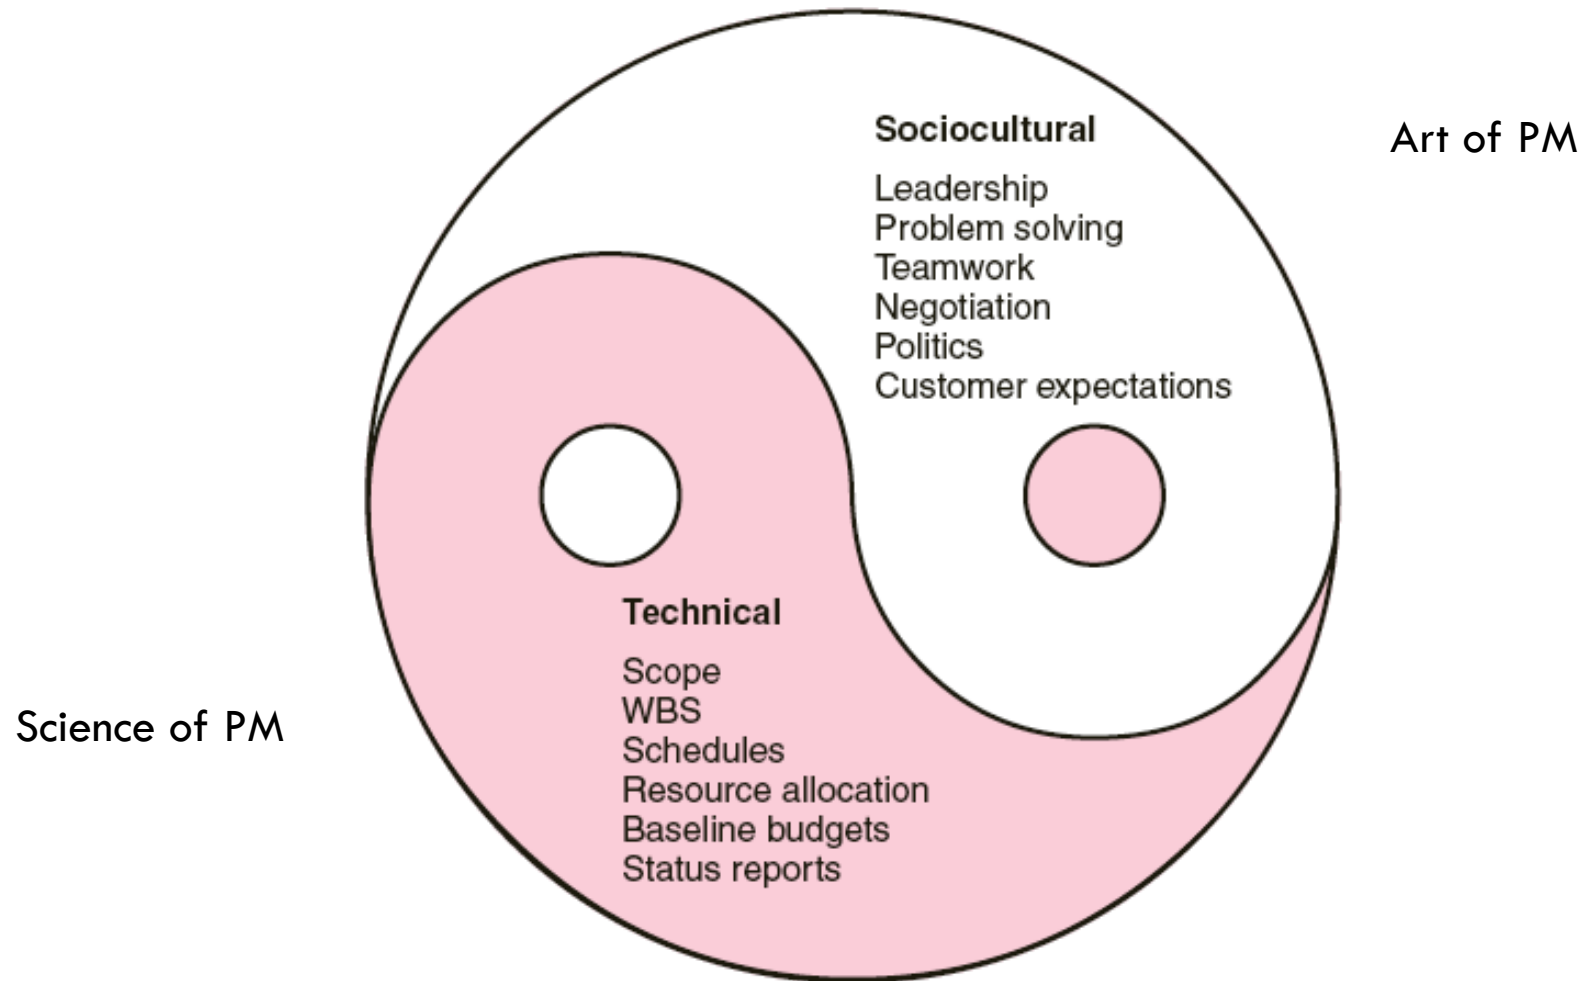 Sociocultural
Art of PM
Leadership
Problem solving
Teamwork
Negotiation
Politics
Customer expectations
Technical
Scope
WBS
Science of PM
Schedules
Resource allocation
Baseline budgets
Status reports